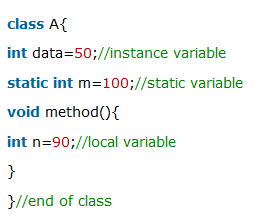 class A{
int data=50;//instance variable
static int m=100;//static variable
void method(){
int n=90;//local variable
}
}//end of class